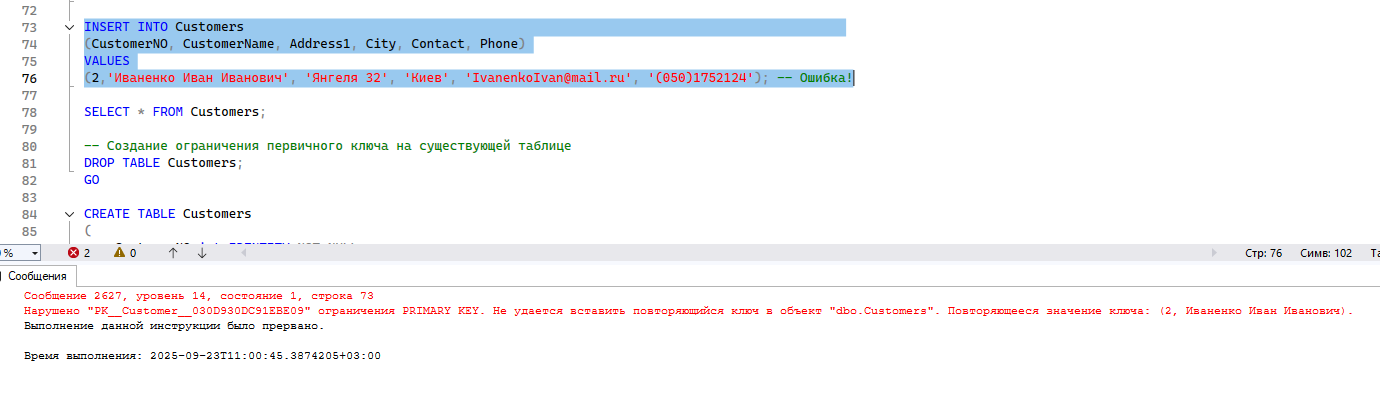 72
73 INSERT INTO Customers
74 (CustomerNO, CustomerName, Address1, City, Contact, Phone)
75 VALUES
76 (2,'Иваненко Иван Иванович', 'Янгеля 32', 'Киев', 'IvanenkoIvan@mail.ru', '(050)1752124'); -- Ошибка!
77
78 SELECT * FROM Customers;
79
80 -- Создание ограничения первичного ключа на существующей таблице
81 DROP TABLE Customers;
82 GO
83
84 CREATE TABLE Customers
85 (
% 2 0 Стр: 76 Симв: 102
Сообщения
Сообщение 2627, уровень 14, состояние 1, строка 73
Нарушено "PK__Customer__030D930DC91EBE09" ограничения PRIMARY KEY. Не удается вставить повторяющийся ключ в объект "dbo.Customers". Повторяющееся значение ключа: (2, Иваненко Иван Иванович).
Выполнение данной инструкции было прервано.
Время выполнения: 2025-09-23T11:00:45.3874205+03:00